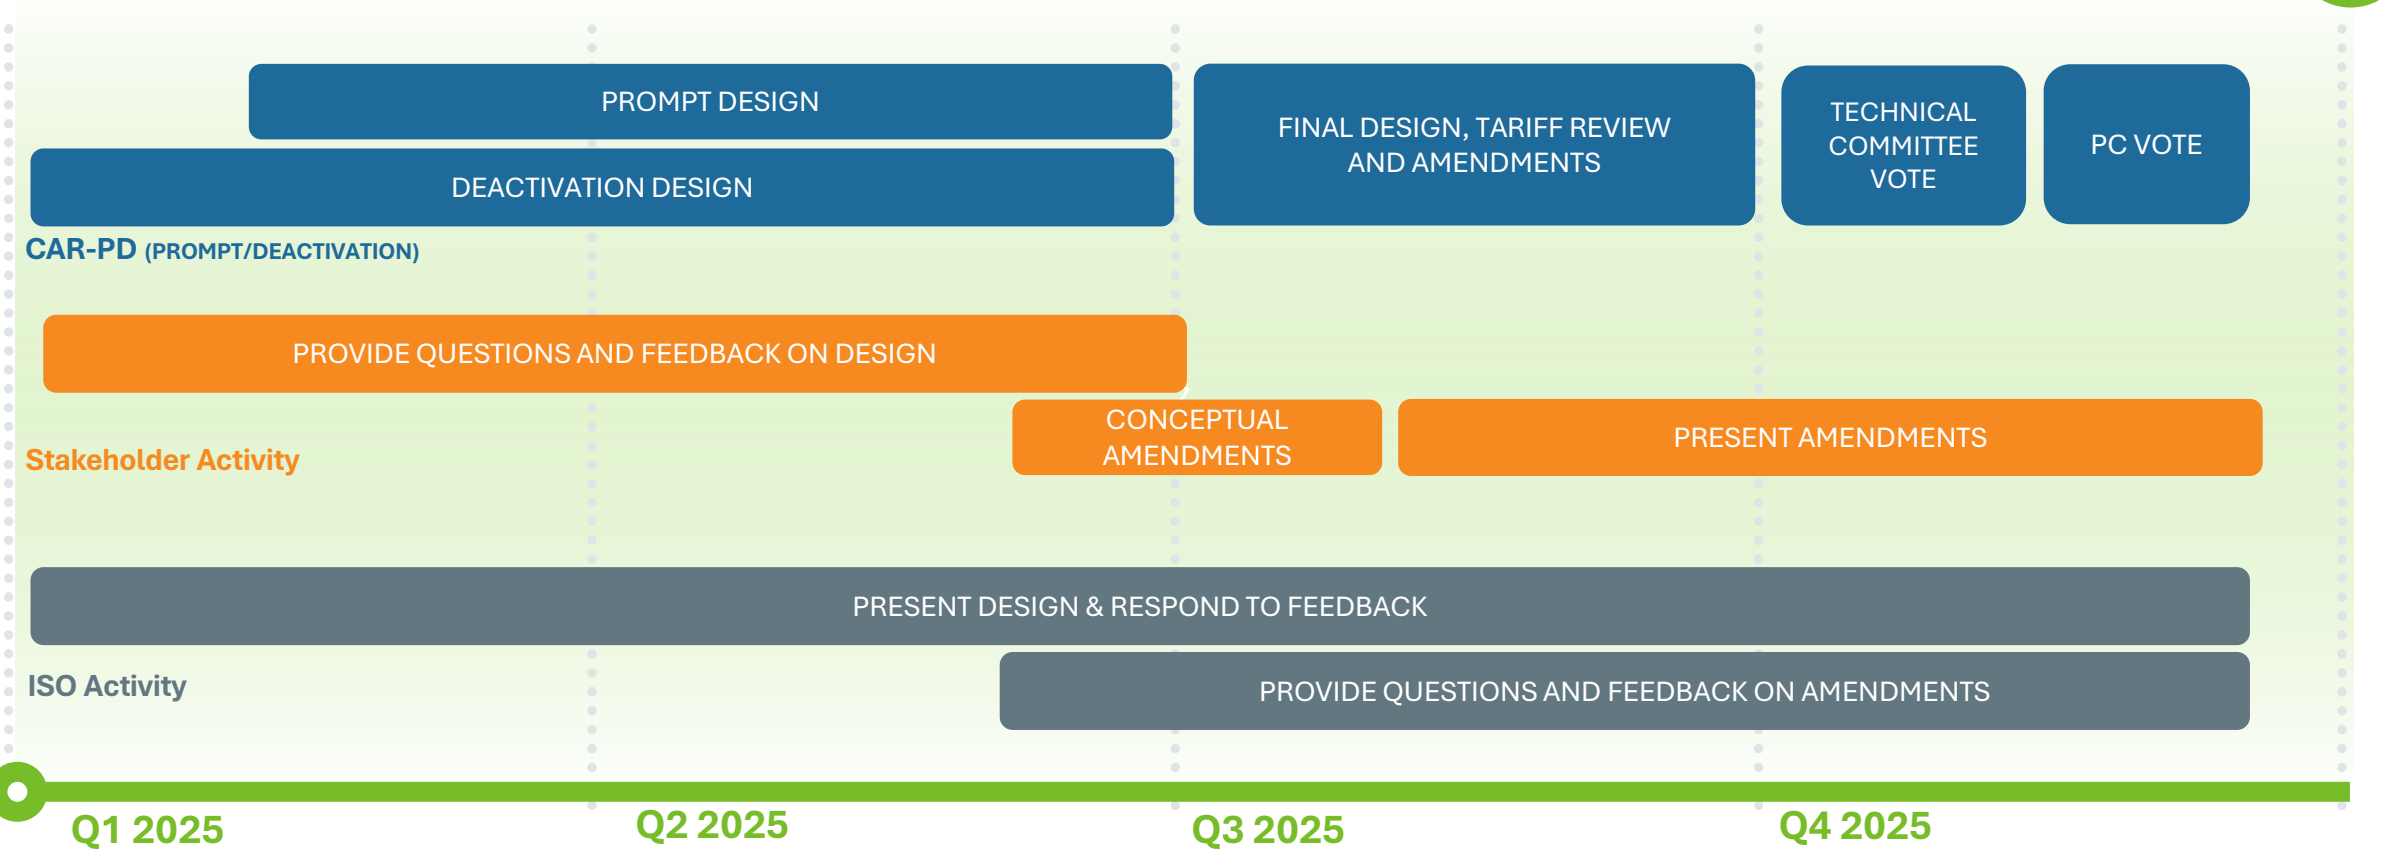 PROMPT DESIGN
DEACTIVATION DESIGN
FINAL DESIGN, TARIFF REVIEW
AND AMENDMENTS
TECHNICAL
COMMITTEE
VOTE
PC VOTE
CAR-PD (PROMPT/DEACTIVATION)
PROVIDE QUESTIONS AND FEEDBACK ON DESIGN
CONCEPTUAL
AMENDMENTS
PRESENT AMENDMENTS
Stakeholder Activity
PRESENT DESIGN & RESPOND TO FEEDBACK
PROVIDE QUESTIONS AND FEEDBACK ON AMENDMENTS
ISO Activity
Q1 2025
Q2 2025
Q3 2025
Q4 2025